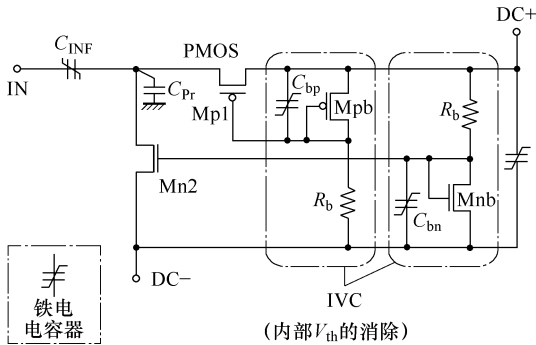 DC+
C_INF
PMOS
IN
C_Pr
Mp1
C_bp
Mpb
R_b
Mn2
R_b
C_bn
Mnb
DC−
IVC
铁电
电容器
(内部V_th的消除)